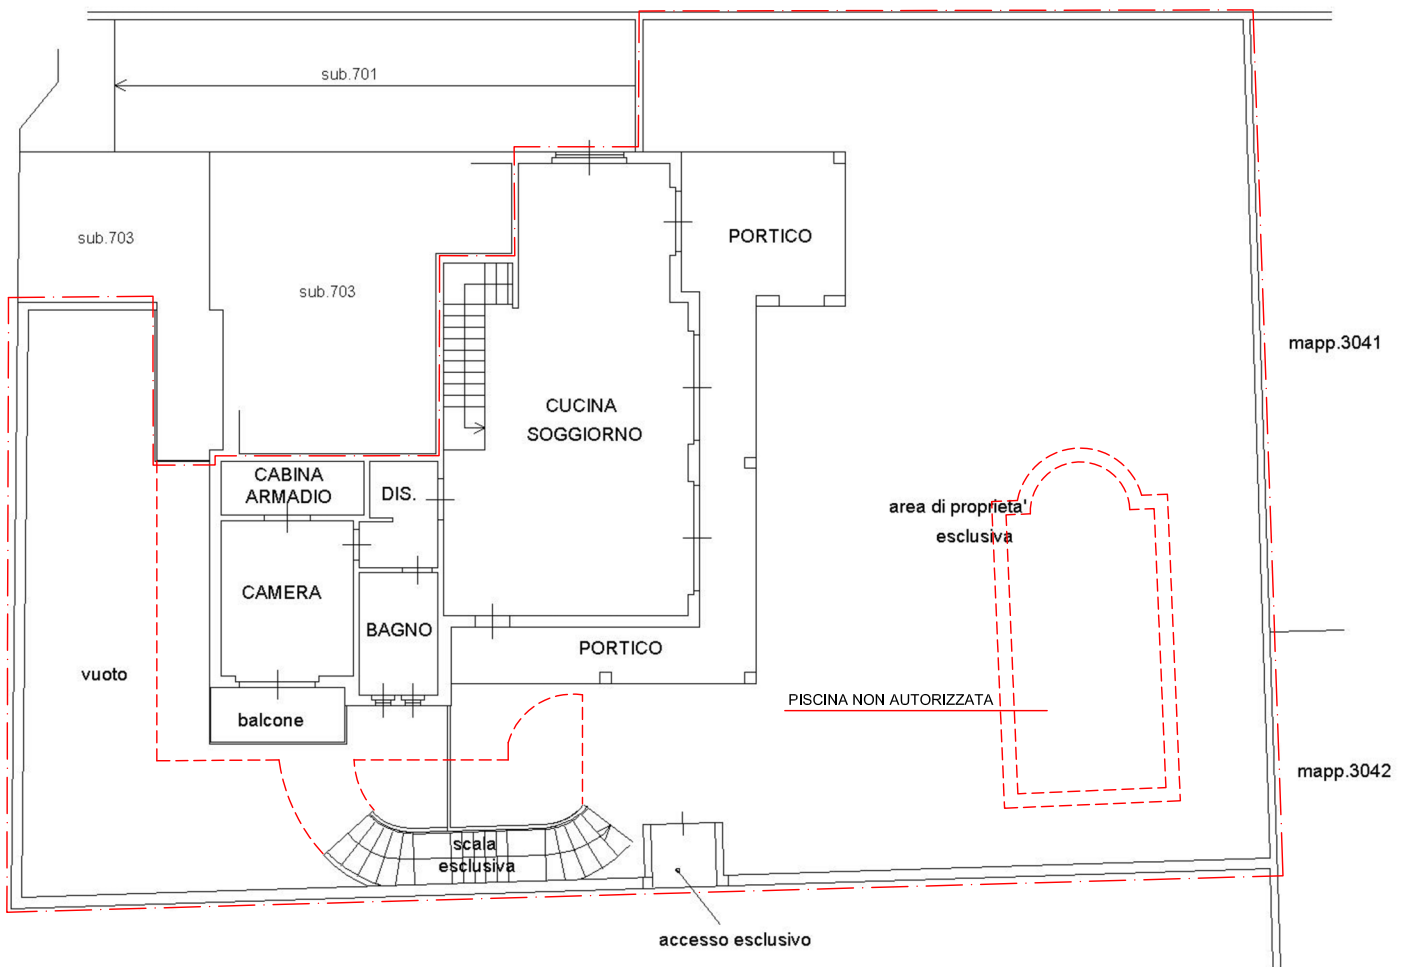 sub.701
sub.703
PORTICO
sub.703
mapp.3041
CUCINA
SOGGIORNO
CABINA
ARMADIO
DIS.
area di proprieta'
esclusiva
CAMERA
BAGNO
PORTICO
vuoto
PISCINA NON AUTORIZZATA
balcone
mapp.3042
scala
esclusiva
accesso esclusivo